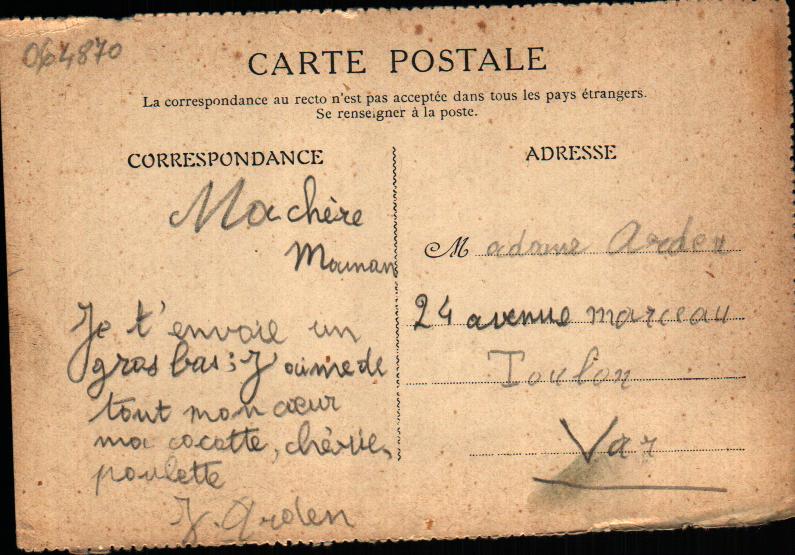 064870
CARTE POSTALE
La correspondance au recto n'est pas acceptée dans tous les pays étrangers.
Se renseigner à la poste.
CORRESPONDANCE
Ma chère
Maman
Je t'envoie un
gros bai; J aime de
tout mon cœur
ma cocotte, chérie,
poulette
J. Arden
ADRESSE
Madame Arden
24 avenue marceau
Toulon
Var